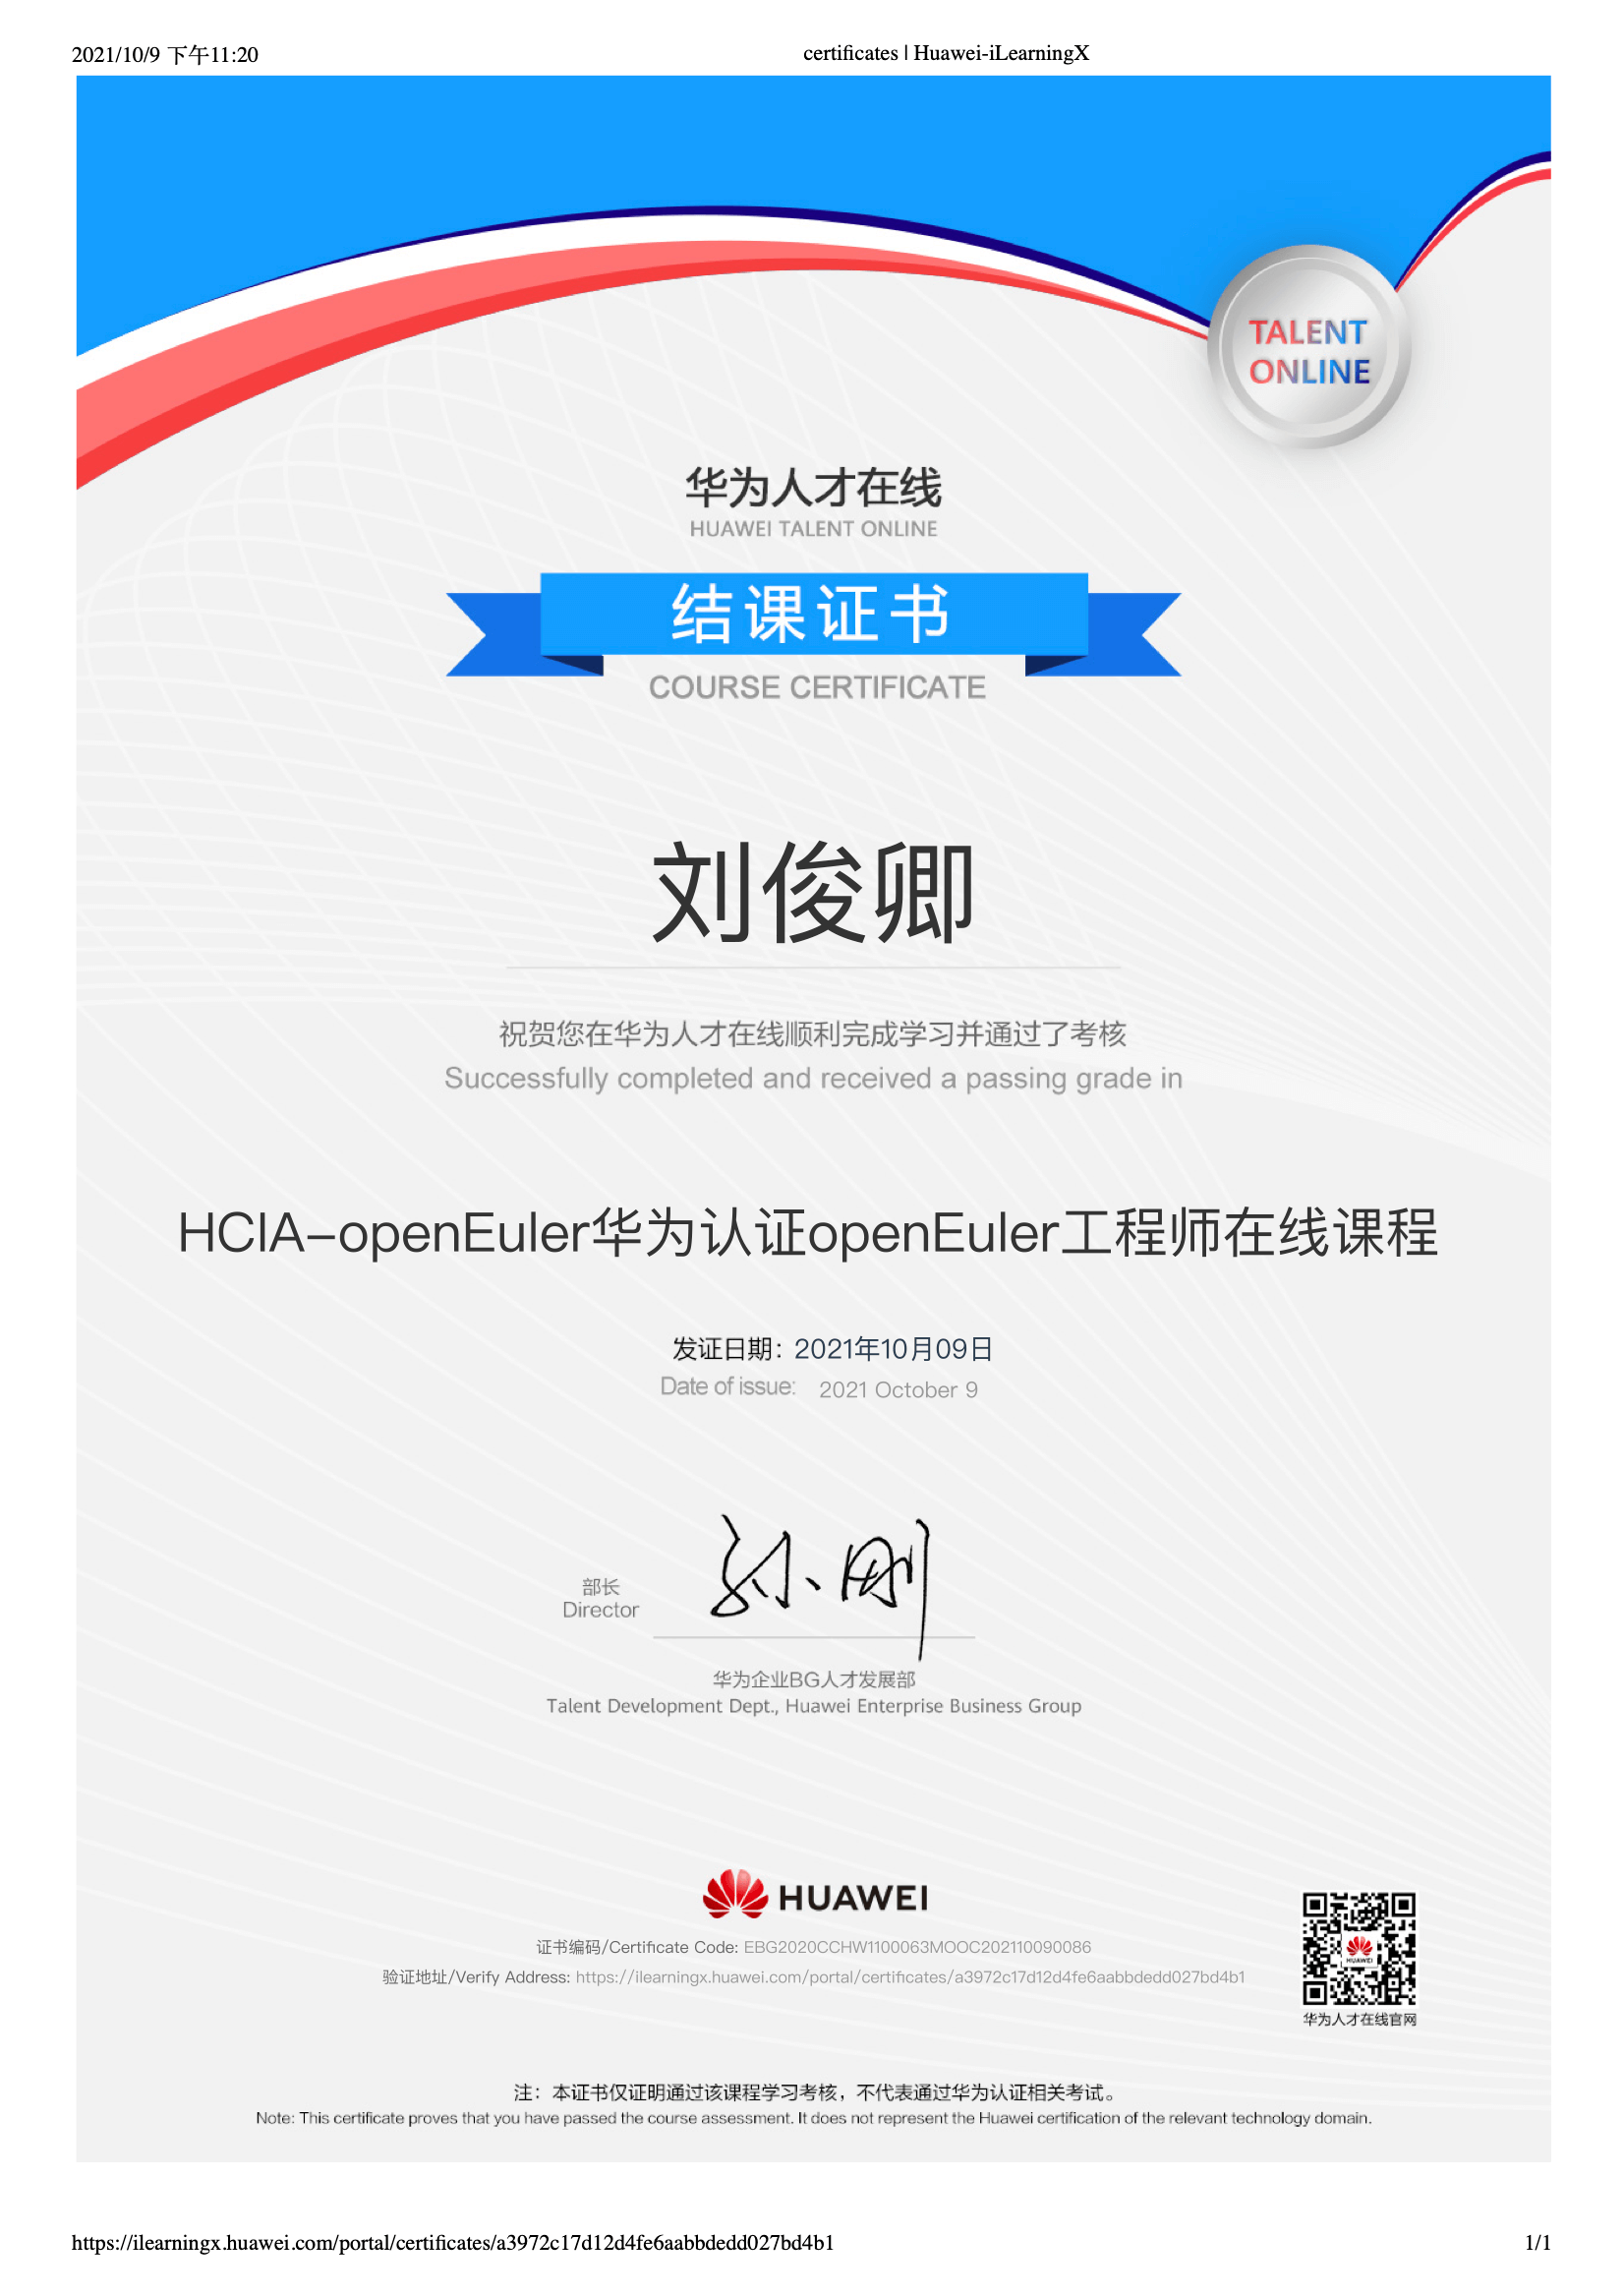 2021/10/9 下午11:20
certificates | Huawei-iLearningX
TALENT
ONLINE
华为人才在线
HUAWEI TALENT ONLINE
结课证书
COURSE CERTIFICATE
刘俊卿
祝贺您在华为人才在线顺利完成学习并通过了考核
Successfully completed and received a passing grade in
HCIA-openEuler华为认证openEuler工程师在线课程
发证日期：2021年10月09日
Date of issue: 2021 October 9
孙刚
部长
Director
华为企业BG人才发展部
Talent Development Dept., Huawei Enterprise Business Group
HUAWEI
证书编码/Certificate Code: EBG2020CCHW1100063MOOC202110090086
验证地址/Verify Address: https://ilearningx.huawei.com/portal/certificates/a3972c17d12d4fe6aabbdedd027bd4b1
HUAWEI
华为人才在线官网
注：本证书仅证明通过该课程学习考核，不代表通过华为认证相关考试。
Note: This certificate proves that you have passed the course assessment. It does not represent the Huawei certification of the relevant technology domain.
https://ilearningx.huawei.com/portal/certificates/a3972c17d12d4fe6aabbdedd027bd4b1
1/1